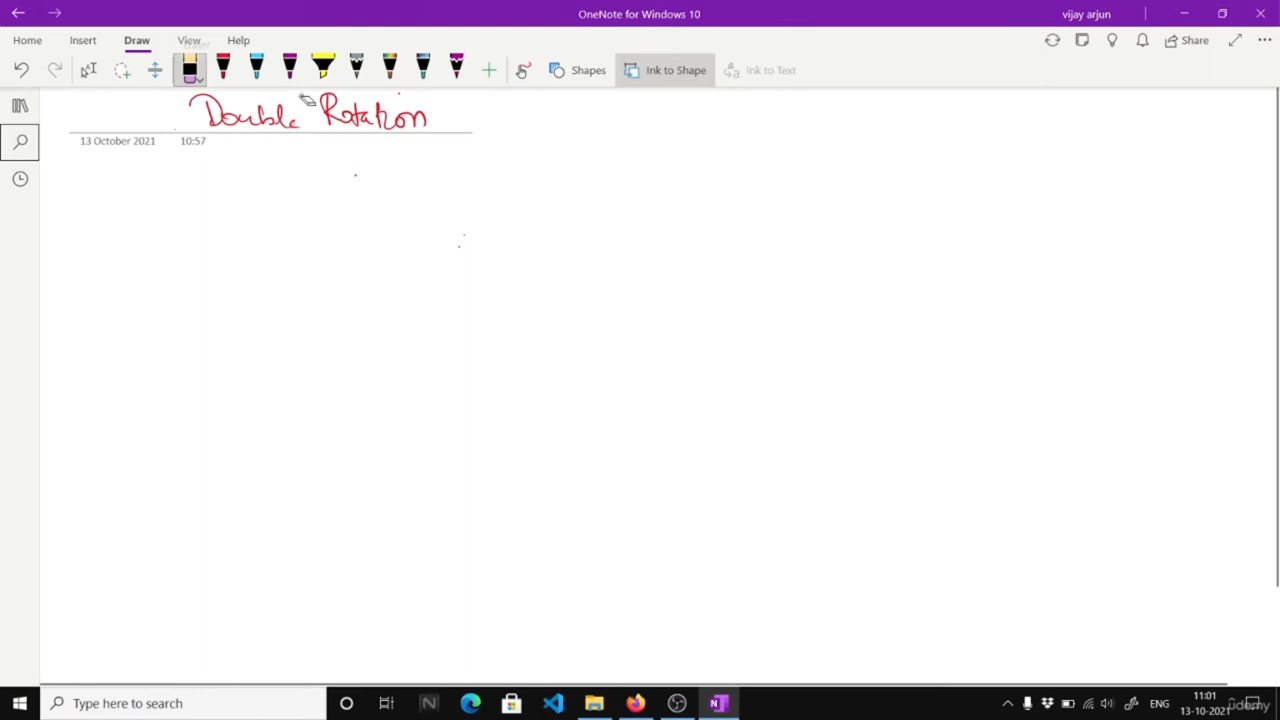 OneNote for Windows 10
vijay arjun
Home
Insert
Draw
View
Help
Share
Shapes
Ink to Shape
Ink to Text
Double Rotation
13 October 2021 10:57
Type here to search
N
N
ENG
11:01
13-10-2021
ûdemy